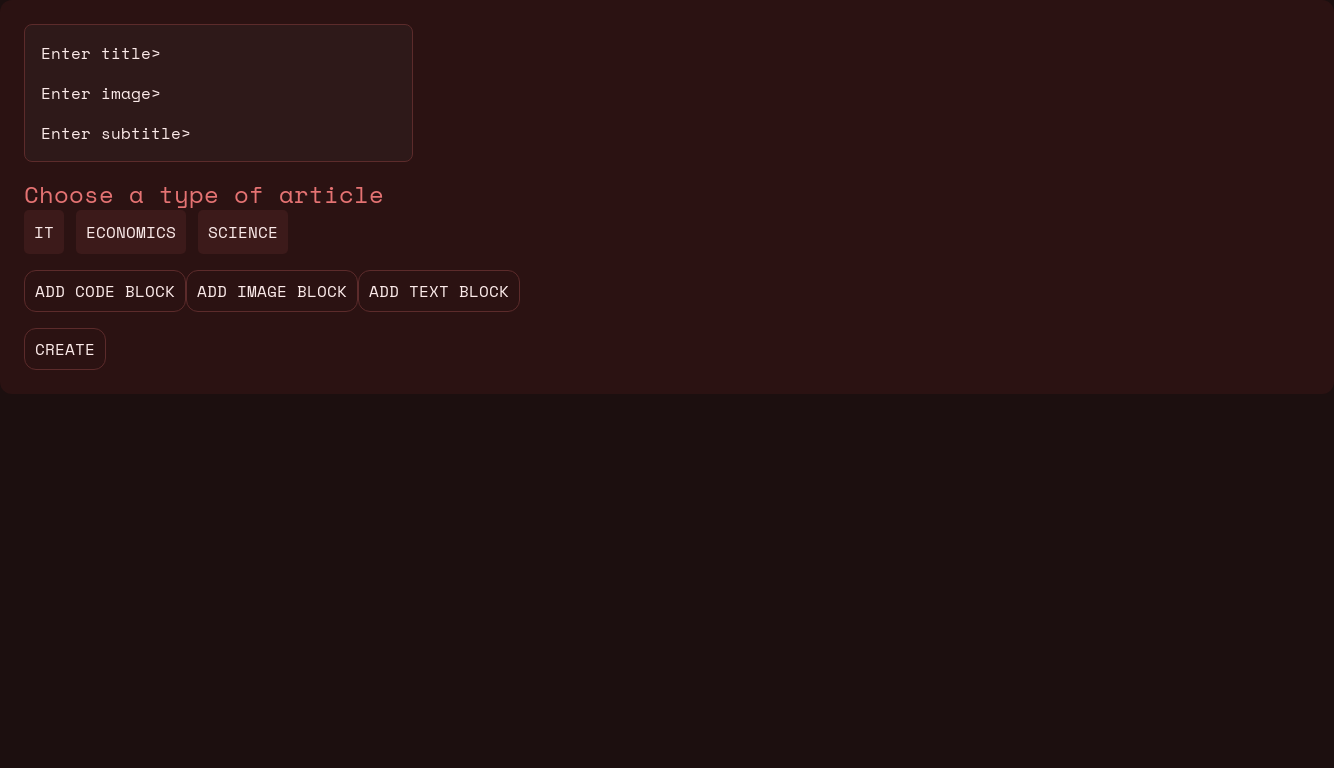 Enter title>
Enter image>
Enter subtitle>
Choose a type of article
IT ECONOMICS SCIENCE
ADD CODE BLOCK ADD IMAGE BLOCK ADD TEXT BLOCK
CREATE